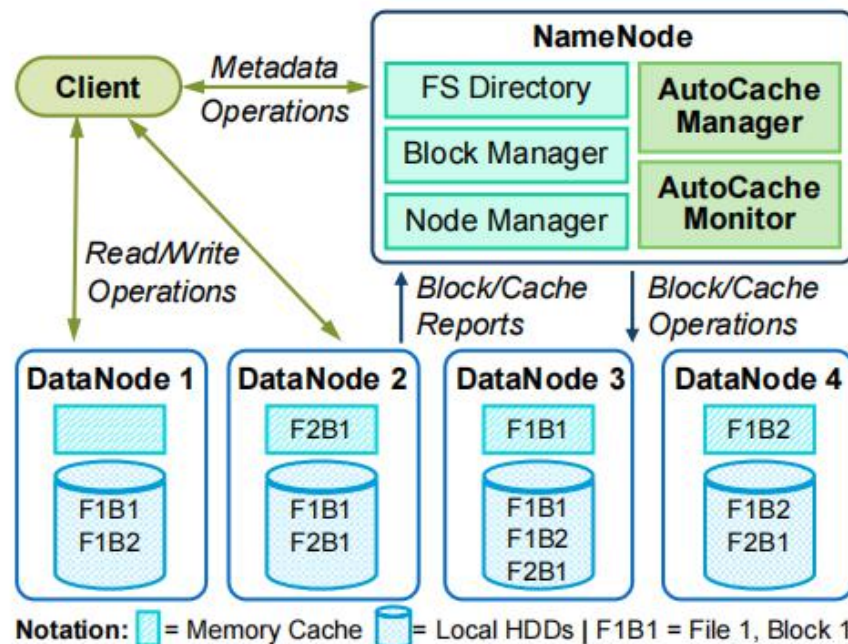 NameNode
Client
Metadata
Operations
FS Directory
Block Manager
Node Manager
AutoCache
Manager
AutoCache
Monitor
Read/Write
Operations
Block/Cache
Reports
Block/Cache
Operations
DataNode 1
F1B1
F1B2
DataNode 2
F2B1
F1B1
F2B1
DataNode 3
F1B1
F1B1
F1B2
F2B1
DataNode 4
F1B2
F1B2
F2B1
Notation: = Memory Cache = Local HDDs | F1B1 = File 1, Block 1